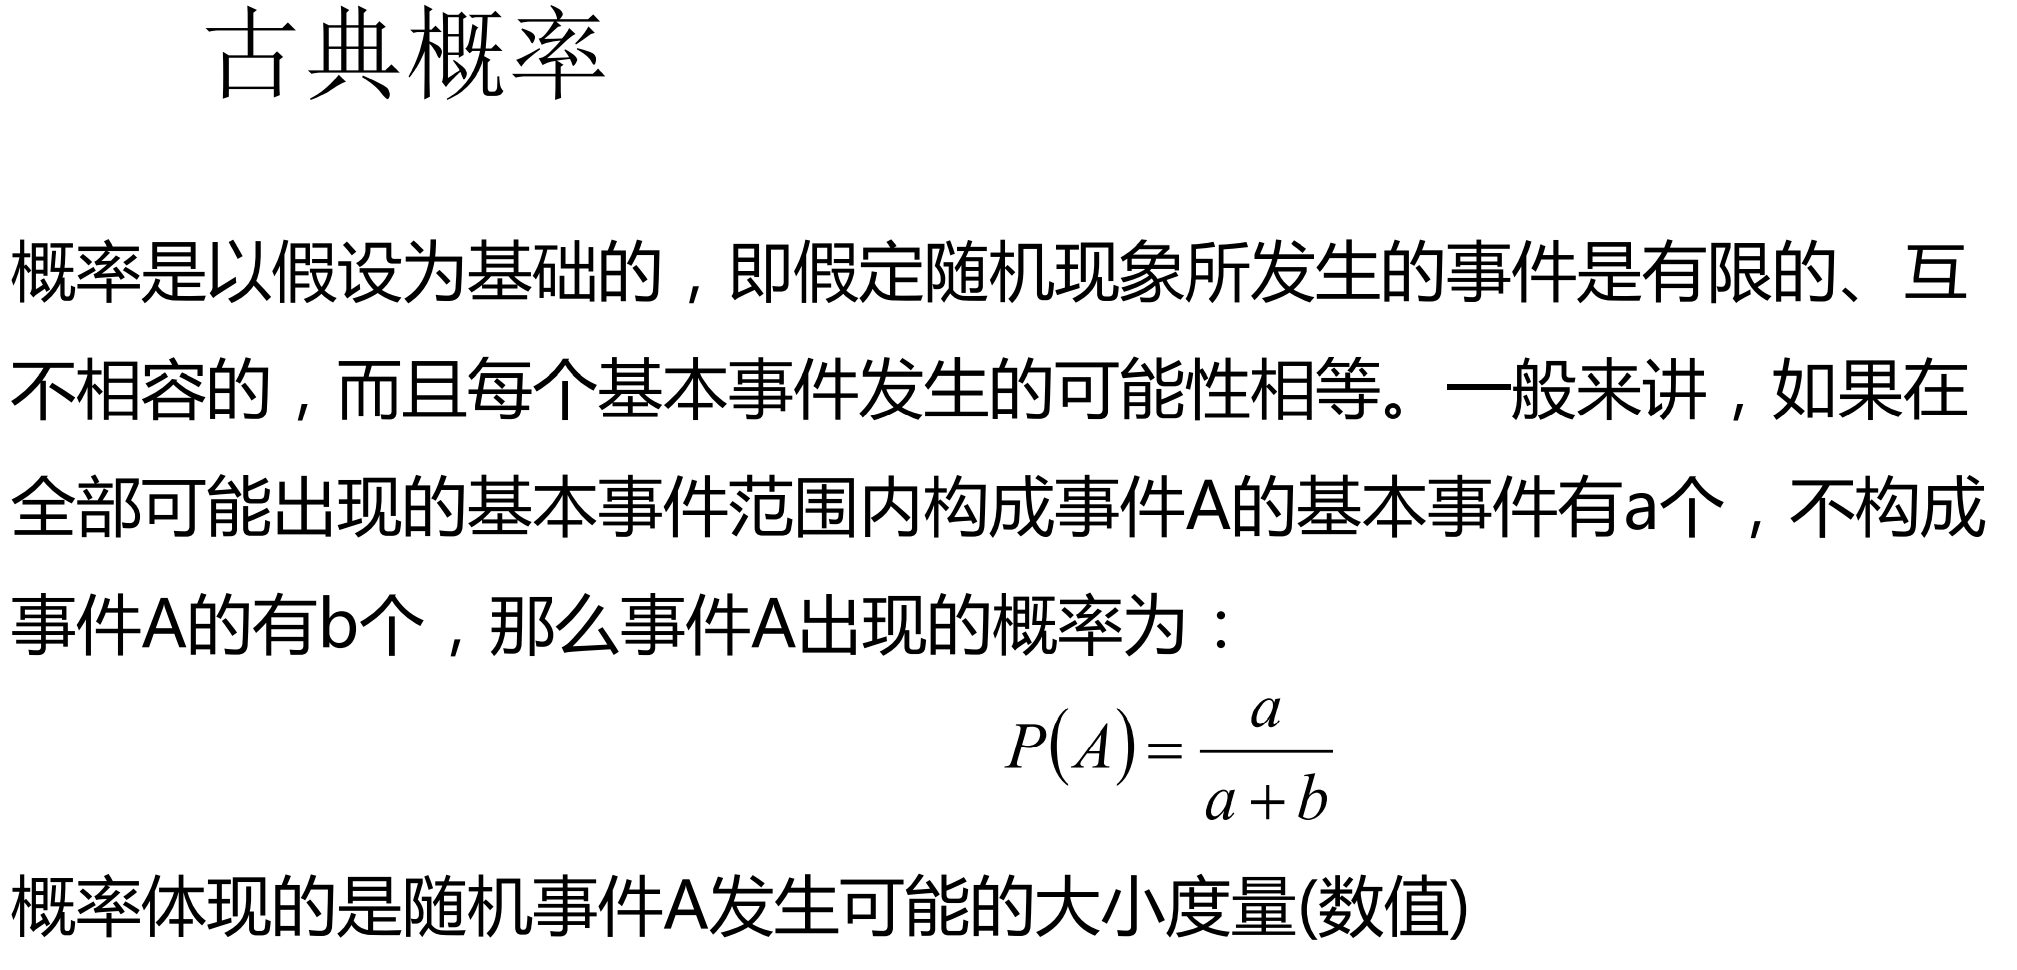 古典概率
概率是以假设为基础的，即假定随机现象所发生的事件是有限的、互
不相容的，而且每个基本事件发生的可能性相等。一般来讲，如果在
全部可能出现的基本事件范围内构成事件A的基本事件有a个，不构成
事件A的有b个，那么事件A出现的概率为：
P(A) = a / (a + b)
概率体现的是随机事件A发生可能的大小度量(数值)